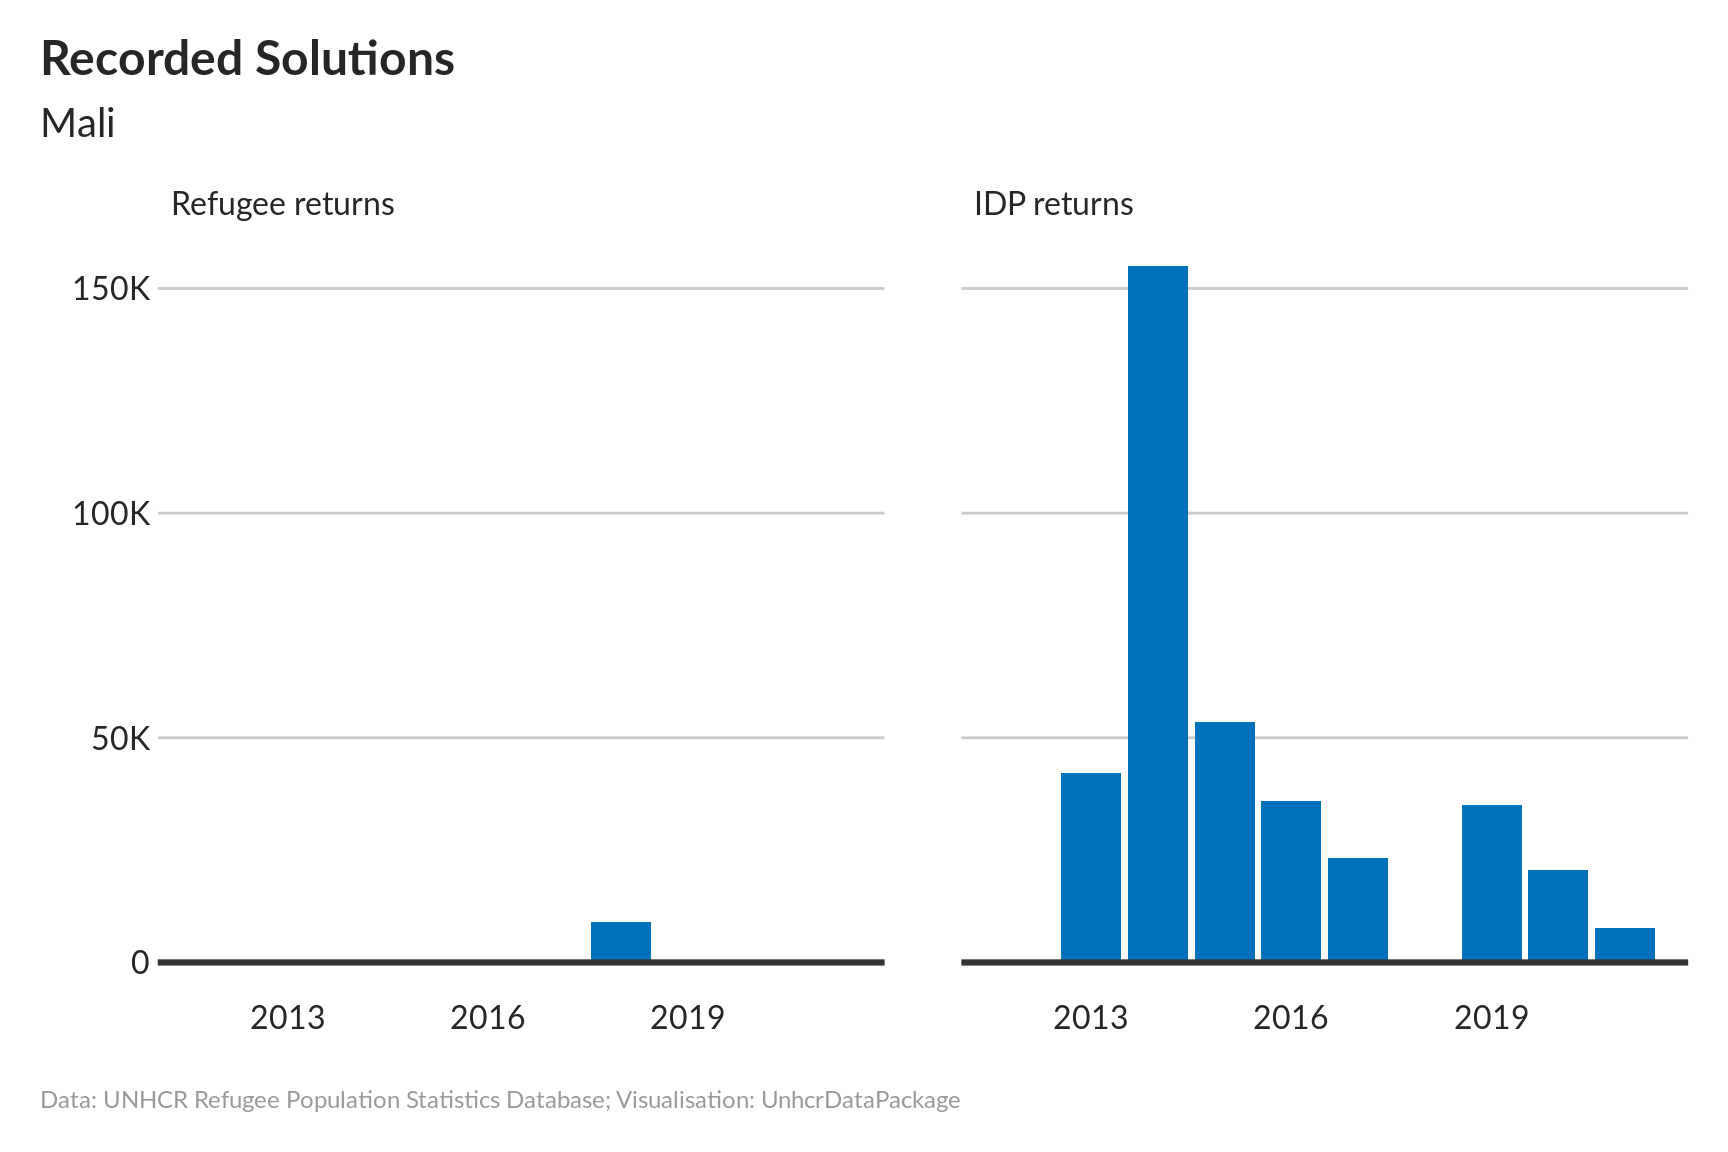 Recorded Solutions
Mali
Refugee returns
IDP returns
150K
100K
50K
0
2013 2016 2019
2013 2016 2019
Data: UNHCR Refugee Population Statistics Database; Visualisation: UnhcrDataPackage